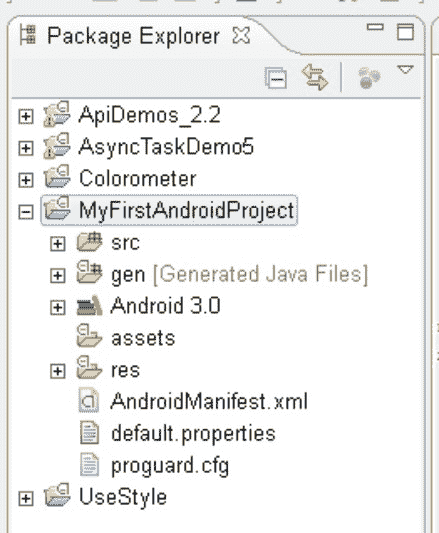 Package Explorer
ApiDemos_2.2
AsyncTaskDemo5
Colorometer
MyFirstAndroidProject
src
gen [Generated Java Files]
Android 3.0
assets
res
AndroidManifest.xml
default.properties
proguard.cfg
UseStyle